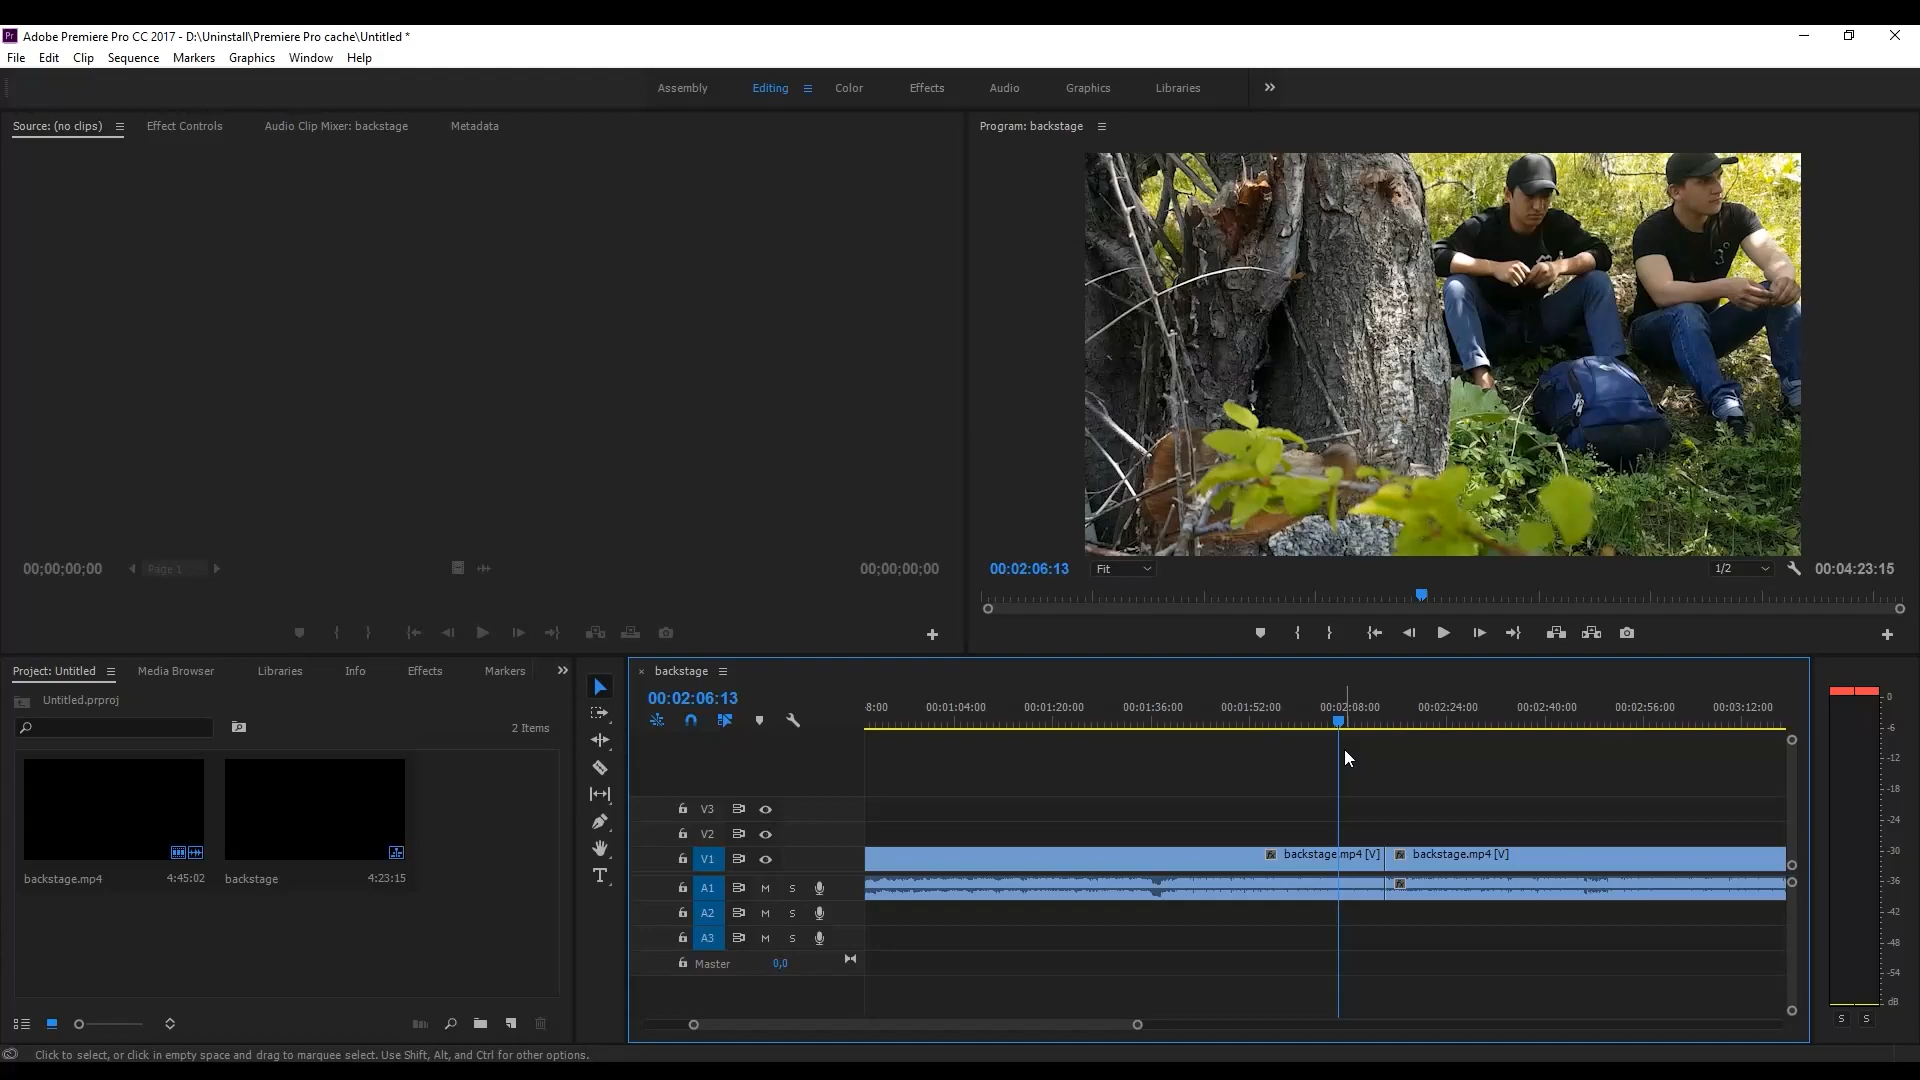 Adobe Premiere Pro CC 2017 - D:\Uninstall\Premiere Pro cache\Untitled *
File Edit Clip Sequence Markers Graphics Window Help
Assembly Editing Color Effects Audio Graphics Libraries
Source: (no clips) Effect Controls Audio Clip Mixer: backstage Metadata
Program: backstage
00;00;00;00 Page 1 00;00;00;00
00:02:06:13 Fit 1/2 00:04:23:15
Project: Untitled Media Browser Libraries Info Effects Markers
Untitled.prproj
2 Items
backstage.mp4 4:45:02 backstage 4:23:15
backstage
00:02:06:13
8:00 00:01:04:00 00:01:20:00 00:01:36:00 00:01:52:00 00:02:08:00 00:02:24:00 00:02:40:00 00:02:56:00 00:03:12:00
V3
V2
V1 fx backstage.mp4 [V] fx backstage.mp4 [V]
A1 M S fx
A2 M S
A3 M S
Master 0,0
0
-6
-12
-18
-24
-30
-36
-42
-48
-54
dB
S S
Click to select, or click in empty space and drag to marquee select. Use Shift, Alt, and Ctrl for other options.